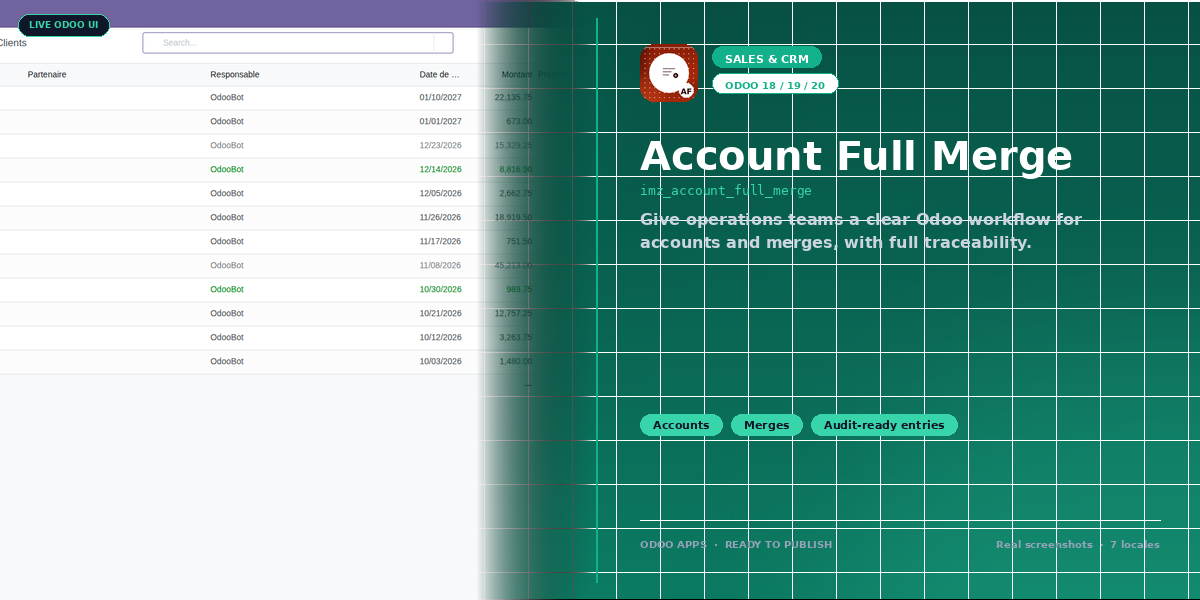 LIVE ODOO UI
Clients
Search...
Partenaire Responsable Date de ... Montant
OdooBot 01/10/2027 22,135.75
OdooBot 01/01/2027 673.00
OdooBot 12/23/2026 15,329.25
OdooBot 12/14/2026 8,816.90
OdooBot 12/05/2026 2,662.75
OdooBot 11/26/2026 18,919.50
OdooBot 11/17/2026 751.50
OdooBot 11/08/2026 45,213.00
OdooBot 10/30/2026 989.75
OdooBot 10/21/2026 12,757.25
OdooBot 10/12/2026 3,263.75
OdooBot 10/03/2026 1,480.00
AF
SALES & CRM
ODOO 18 / 19 / 20
Account Full Merge
imz_account_full_merge
Give operations teams a clear Odoo workflow for
accounts and merges, with full traceability.
Accounts Merges Audit-ready entries
ODOO APPS · READY TO PUBLISH
Real screenshots · 7 locales